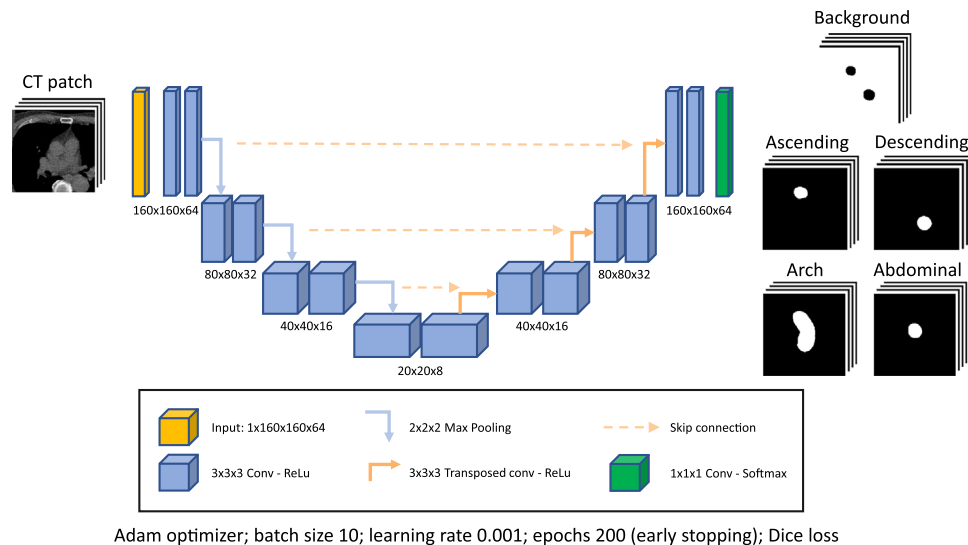 Background
CT patch
Ascending
Descending
160x160x64
160x160x64
80x80x32
80x80x32
Arch
Abdominal
40x40x16
40x40x16
20x20x8
Input: 1x160x160x64
2x2x2 Max Pooling
Skip connection
3x3x3 Conv - ReLu
3x3x3 Transposed conv - ReLu
1x1x1 Conv - Softmax
Adam optimizer; batch size 10; learning rate 0.001; epochs 200 (early stopping); Dice loss